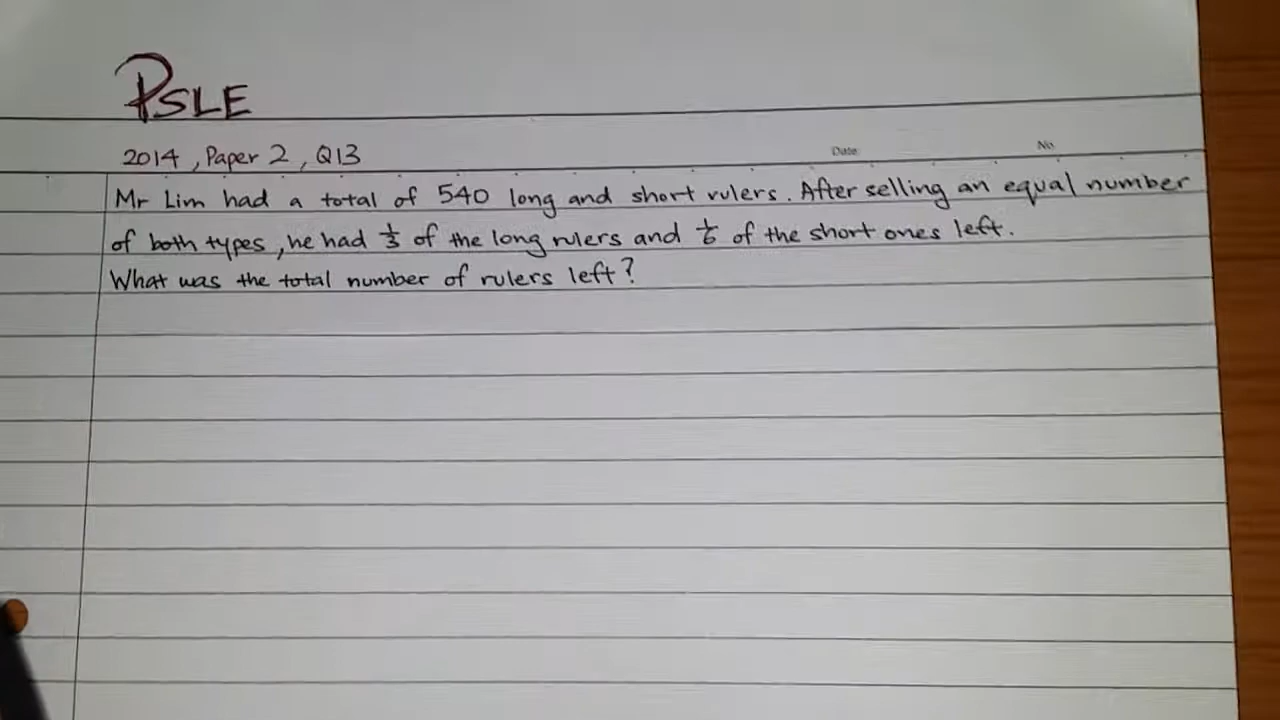 PSLE
2014, Paper 2, Q13
Date No
Mr Lim had a total of 540 long and short rulers. After selling an equal number
of both types, he had 1/3 of the long rulers and 1/6 of the short ones left.
What was the total number of rulers left?